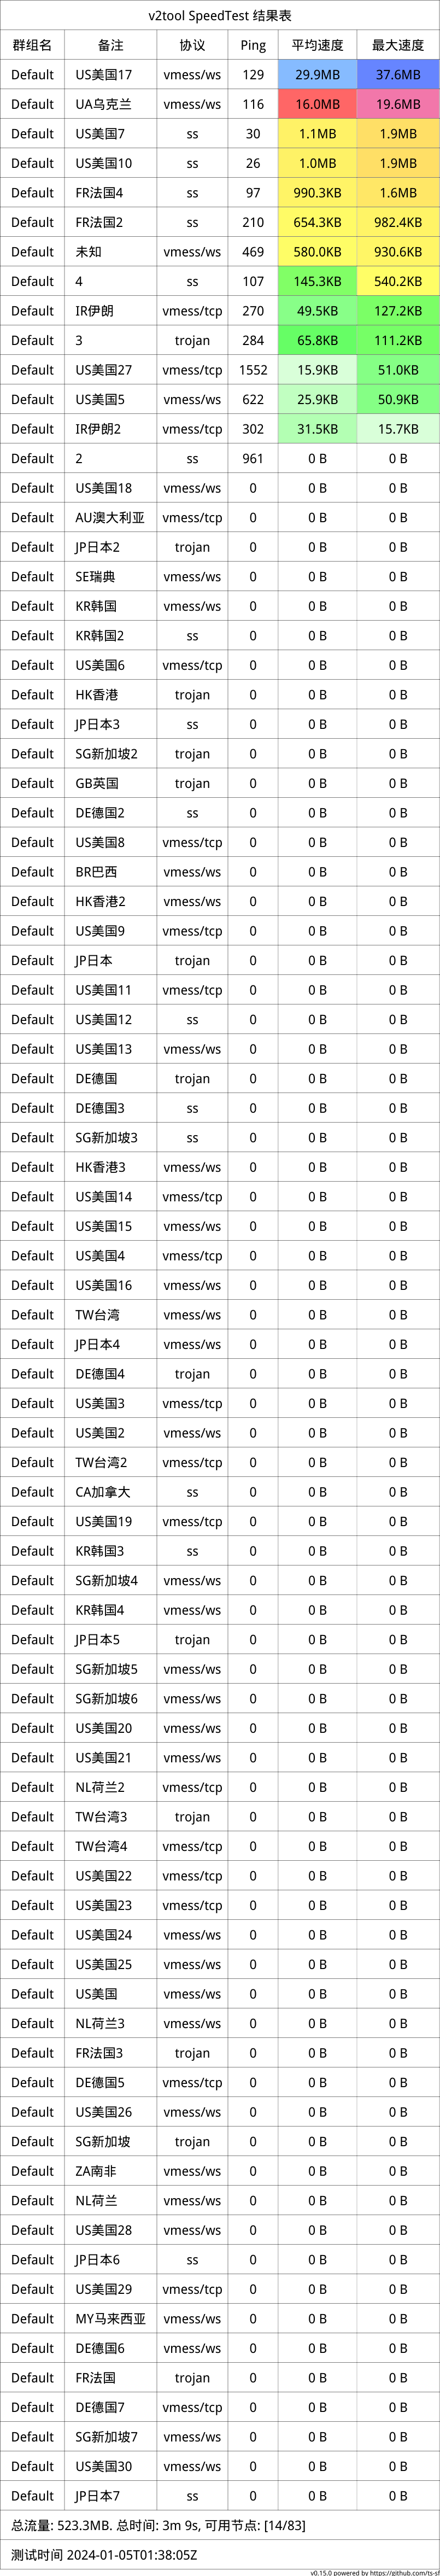 v2tool SpeedTest 结果表
群组名 备注 协议 Ping 平均速度 最大速度
Default US美国17 vmess/ws 129 29.9MB 37.6MB
Default UA乌克兰 vmess/ws 116 16.0MB 19.6MB
Default US美国7 ss 30 1.1MB 1.9MB
Default US美国10 ss 26 1.0MB 1.9MB
Default FR法国4 ss 97 990.3KB 1.6MB
Default FR法国2 ss 210 654.3KB 982.4KB
Default 未知 vmess/ws 469 580.0KB 930.6KB
Default 4 ss 107 145.3KB 540.2KB
Default IR伊朗 vmess/tcp 270 49.5KB 127.2KB
Default 3 trojan 284 65.8KB 111.2KB
Default US美国27 vmess/tcp 1552 15.9KB 51.0KB
Default US美国5 vmess/ws 622 25.9KB 50.9KB
Default IR伊朗2 vmess/tcp 302 31.5KB 15.7KB
Default 2 ss 961 0 B 0 B
Default US美国18 vmess/ws 0 0 B 0 B
Default AU澳大利亚 vmess/tcp 0 0 B 0 B
Default JP日本2 trojan 0 0 B 0 B
Default SE瑞典 vmess/ws 0 0 B 0 B
Default KR韩国 vmess/ws 0 0 B 0 B
Default KR韩国2 ss 0 0 B 0 B
Default US美国6 vmess/tcp 0 0 B 0 B
Default HK香港 trojan 0 0 B 0 B
Default JP日本3 ss 0 0 B 0 B
Default SG新加坡2 trojan 0 0 B 0 B
Default GB英国 trojan 0 0 B 0 B
Default DE德国2 ss 0 0 B 0 B
Default US美国8 vmess/tcp 0 0 B 0 B
Default BR巴西 vmess/ws 0 0 B 0 B
Default HK香港2 vmess/ws 0 0 B 0 B
Default US美国9 vmess/tcp 0 0 B 0 B
Default JP日本 trojan 0 0 B 0 B
Default US美国11 vmess/tcp 0 0 B 0 B
Default US美国12 ss 0 0 B 0 B
Default US美国13 vmess/ws 0 0 B 0 B
Default DE德国 trojan 0 0 B 0 B
Default DE德国3 ss 0 0 B 0 B
Default SG新加坡3 ss 0 0 B 0 B
Default HK香港3 vmess/ws 0 0 B 0 B
Default US美国14 vmess/tcp 0 0 B 0 B
Default US美国15 vmess/ws 0 0 B 0 B
Default US美国4 vmess/tcp 0 0 B 0 B
Default US美国16 vmess/ws 0 0 B 0 B
Default TW台湾 vmess/ws 0 0 B 0 B
Default JP日本4 vmess/ws 0 0 B 0 B
Default DE德国4 trojan 0 0 B 0 B
Default US美国3 vmess/tcp 0 0 B 0 B
Default US美国2 vmess/ws 0 0 B 0 B
Default TW台湾2 vmess/tcp 0 0 B 0 B
Default CA加拿大 ss 0 0 B 0 B
Default US美国19 vmess/tcp 0 0 B 0 B
Default KR韩国3 ss 0 0 B 0 B
Default SG新加坡4 vmess/ws 0 0 B 0 B
Default KR韩国4 vmess/ws 0 0 B 0 B
Default JP日本5 trojan 0 0 B 0 B
Default SG新加坡5 vmess/ws 0 0 B 0 B
Default SG新加坡6 vmess/ws 0 0 B 0 B
Default US美国20 vmess/ws 0 0 B 0 B
Default US美国21 vmess/ws 0 0 B 0 B
Default NL荷兰2 vmess/tcp 0 0 B 0 B
Default TW台湾3 trojan 0 0 B 0 B
Default TW台湾4 vmess/tcp 0 0 B 0 B
Default US美国22 vmess/tcp 0 0 B 0 B
Default US美国23 vmess/ws 0 0 B 0 B
Default US美国24 vmess/ws 0 0 B 0 B
Default US美国25 vmess/ws 0 0 B 0 B
Default US美国 vmess/ws 0 0 B 0 B
Default NL荷兰3 vmess/ws 0 0 B 0 B
Default FR法国3 trojan 0 0 B 0 B
Default DE德国5 vmess/tcp 0 0 B 0 B
Default US美国26 vmess/ws 0 0 B 0 B
Default SG新加坡 trojan 0 0 B 0 B
Default ZA南非 vmess/ws 0 0 B 0 B
Default NL荷兰 vmess/ws 0 0 B 0 B
Default US美国28 vmess/ws 0 0 B 0 B
Default JP日本6 ss 0 0 B 0 B
Default US美国29 vmess/tcp 0 0 B 0 B
Default MY马来西亚 vmess/ws 0 0 B 0 B
Default DE德国6 vmess/ws 0 0 B 0 B
Default FR法国 trojan 0 0 B 0 B
Default DE德国7 vmess/tcp 0 0 B 0 B
Default SG新加坡7 vmess/ws 0 0 B 0 B
Default US美国30 vmess/ws 0 0 B 0 B
Default JP日本7 ss 0 0 B 0 B
总流量: 523.3MB. 总时间: 3m 9s, 可用节点: [14/83]
测试时间 2024-01-05T01:38:05Z
v0.15.0 powered by https://github.com/ts-sf